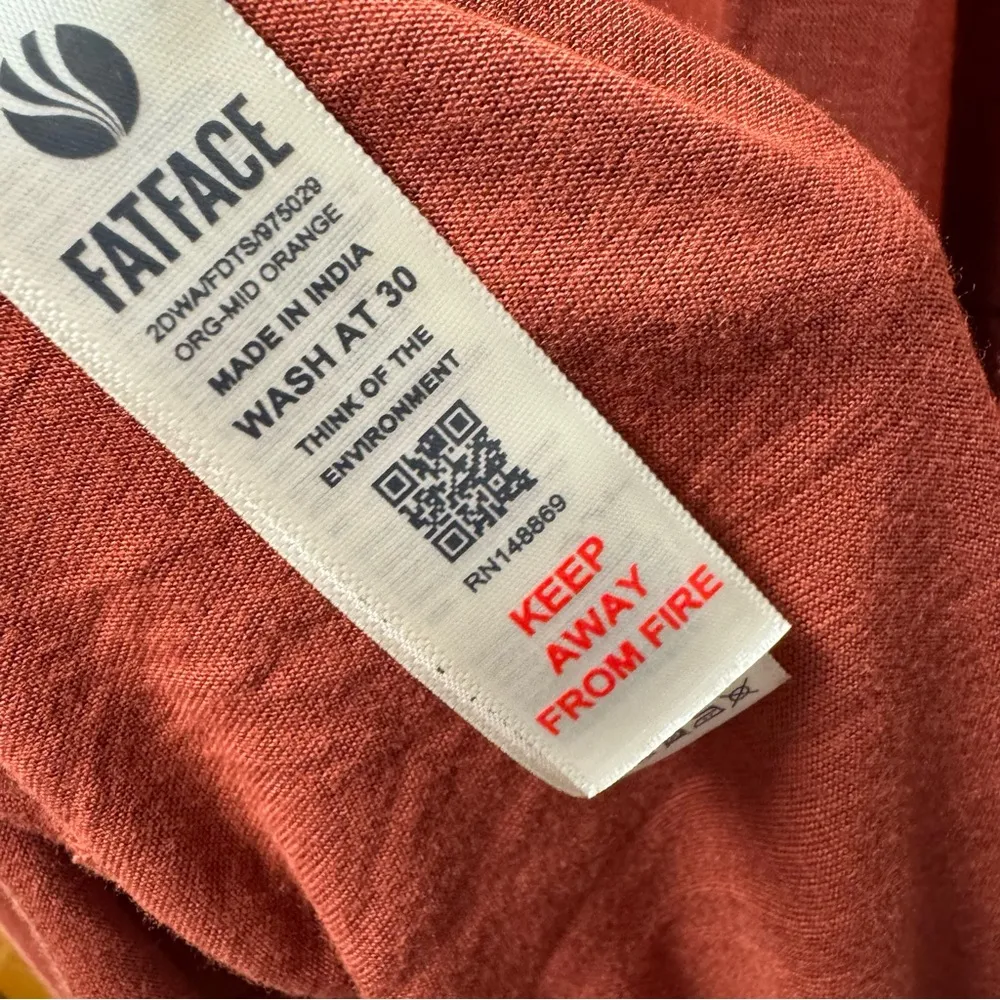 FATFACE
2DWA/FDTS/975029
ORG-MID ORANGE
MADE IN INDIA
WASH AT 30
THINK OF THE
ENVIRONMENT
RN148869
KEEP
AWAY
FROM FIRE